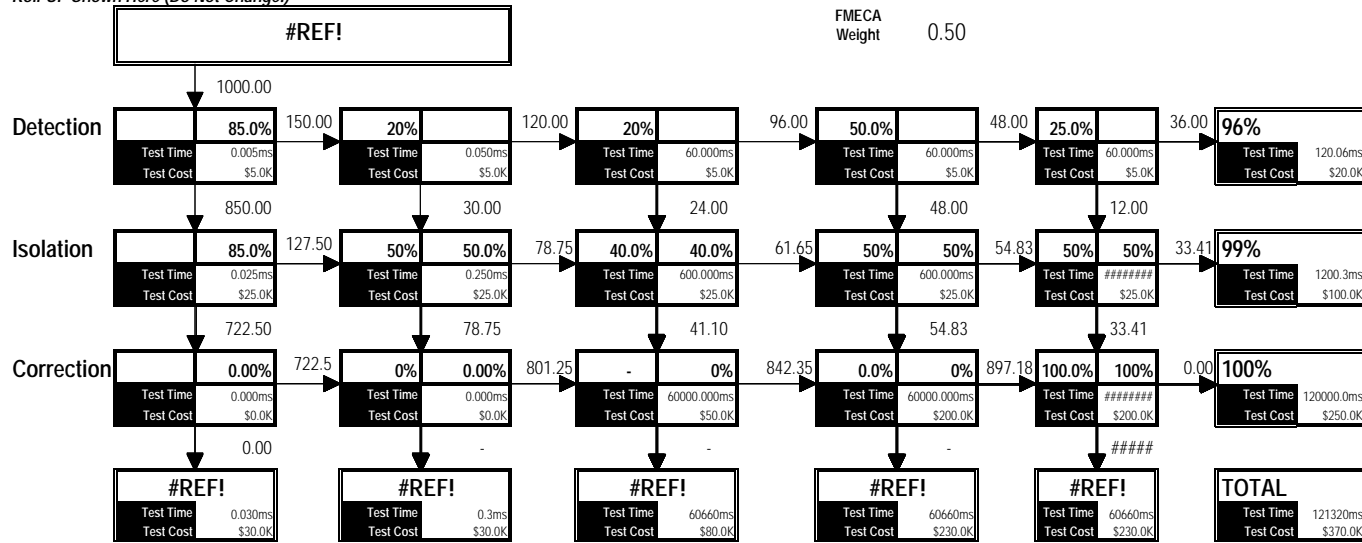 #REF!
FMECA
Weight 0.50
1000.00
Detection 85.0% 150.00 20% 120.00 20% 96.00 50.0% 48.00 25.0% 36.00 96%
Test Time 0.005ms Test Time 0.050ms Test Time 60.000ms Test Time 60.000ms Test Time 60.000ms Test Time 120.06ms
Test Cost $5.0K Test Cost $5.0K Test Cost $5.0K Test Cost $5.0K Test Cost $5.0K Test Cost $20.0K
850.00 30.00 24.00 48.00 12.00
Isolation 85.0% 127.50 50% 50.0% 78.75 40.0% 40.0% 61.65 50% 50% 54.83 50% 50% 33.41 99%
Test Time 0.025ms Test Time 0.250ms Test Time 600.000ms Test Time 600.000ms Test Time ######## Test Time 1200.3ms
Test Cost $25.0K Test Cost $25.0K Test Cost $25.0K Test Cost $25.0K Test Cost $25.0K Test Cost $100.0K
722.50 78.75 41.10 54.83 33.41
Correction 0.00% 722.5 0% 0.00% 801.25 - 0% 842.35 0.0% 0% 897.18 100.0% 100% 0.00 100%
Test Time 0.000ms Test Time 0.000ms Test Time 60000.000ms Test Time 60000.000ms Test Time ######## Test Time 120000.0ms
Test Cost $0.0K Test Cost $0.0K Test Cost $50.0K Test Cost $200.0K Test Cost $200.0K Test Cost $250.0K
0.00 - - - #####
#REF! #REF! #REF! #REF! #REF! TOTAL
Test Time 0.030ms Test Time 0.3ms Test Time 60660ms Test Time 60660ms Test Time 60660ms Test Time 121320ms
Test Cost $30.0K Test Cost $30.0K Test Cost $80.0K Test Cost $230.0K Test Cost $230.0K Test Cost $370.0K